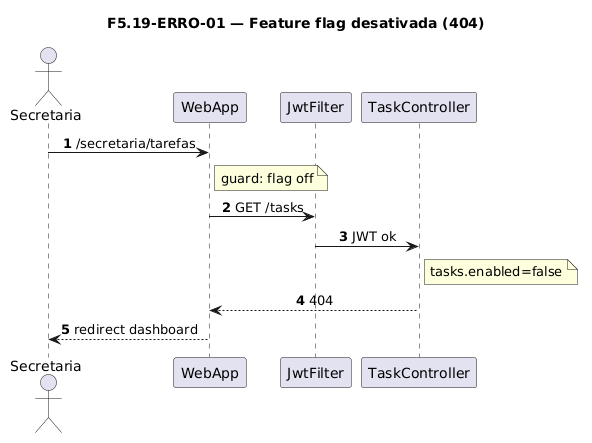 F5.19-ERRO-01 — Feature flag desativada (404)
Secretaria
WebApp
JwtFilter
TaskController
1 /secretaria/tarefas
guard: flag off
2 GET /tasks
3 JWT ok
tasks.enabled=false
4 404
5 redirect dashboard
Secretaria
WebApp
JwtFilter
TaskController